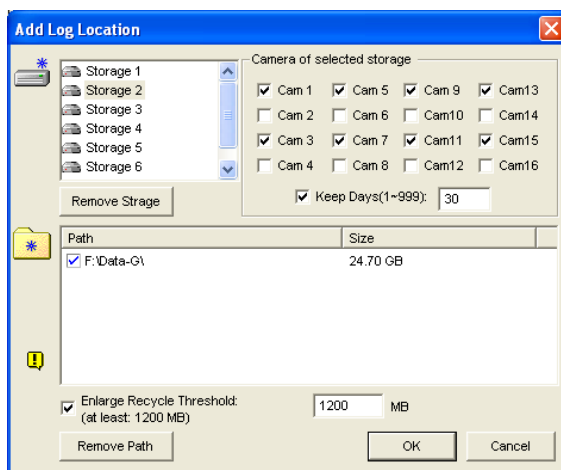 Add Log Location
Storage 1
Storage 2
Storage 3
Storage 4
Storage 5
Storage 6
Remove Strage
Camera of selected storage
Cam 1 Cam 5 Cam 9 Cam13
Cam 2 Cam 6 Cam10 Cam14
Cam 3 Cam 7 Cam11 Cam15
Cam 4 Cam 8 Cam12 Cam16
Keep Days(1~999): 30
Path Size
F:\Data-G\ 24.70 GB
Enlarge Recycle Threshold: 1200 MB
(at least: 1200 MB)
Remove Path OK Cancel